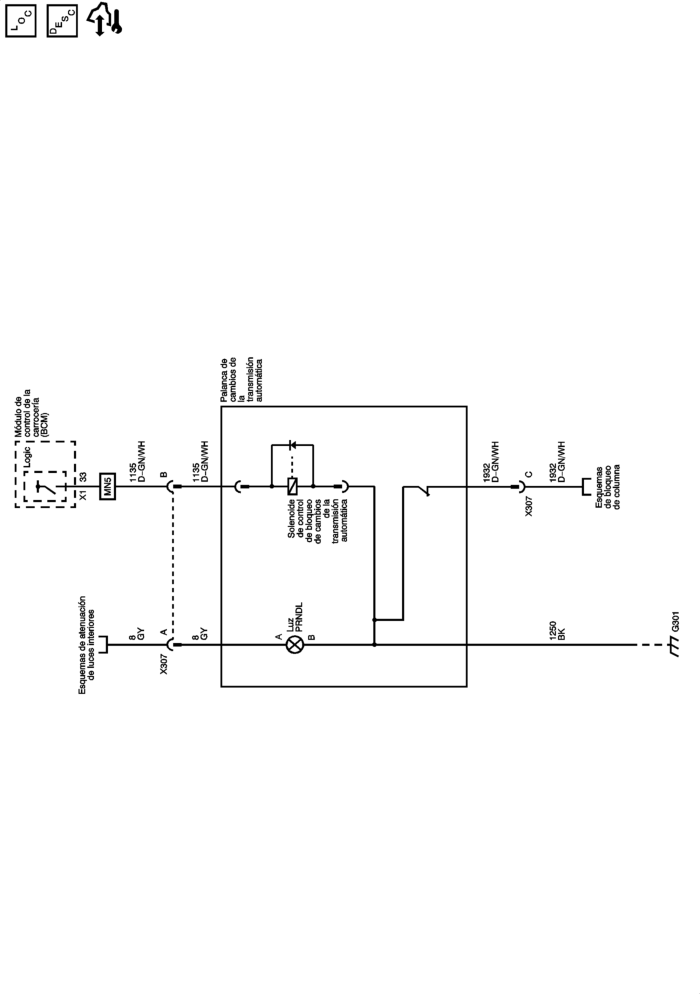 LOC
DESC
Módulo de
control de la
carrocería
(BCM)
Logic
X1 33
MN5
1135
D-GN/WH
B
1135
D-GN/WH
Esquemas de atenuación
de luces interiores
8
GY
X307
A
8
GY
Palanca de
cambios de
la
transmisión
automática
Solenoide
de control
de bloqueo
de cambios
de la
transmisión
automática
A
Luz
PRNDL
B
1932
D-GN/WH
X307
C
1932
D-GN/WH
Esquemas
de bloqueo
de columna
1250
BK
G301